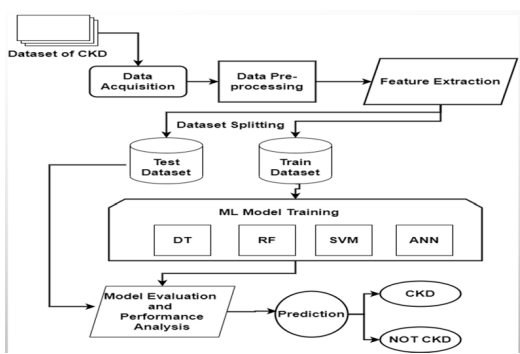 Dataset of CKD
Data
Acquisition
Data Pre-
processing
Feature Extraction
Dataset Splitting
Test
Dataset
Train
Dataset
ML Model Training
DT
RF
SVM
ANN
Model Evaluation
and
Performance
Analysis
Prediction
CKD
NOT CKD